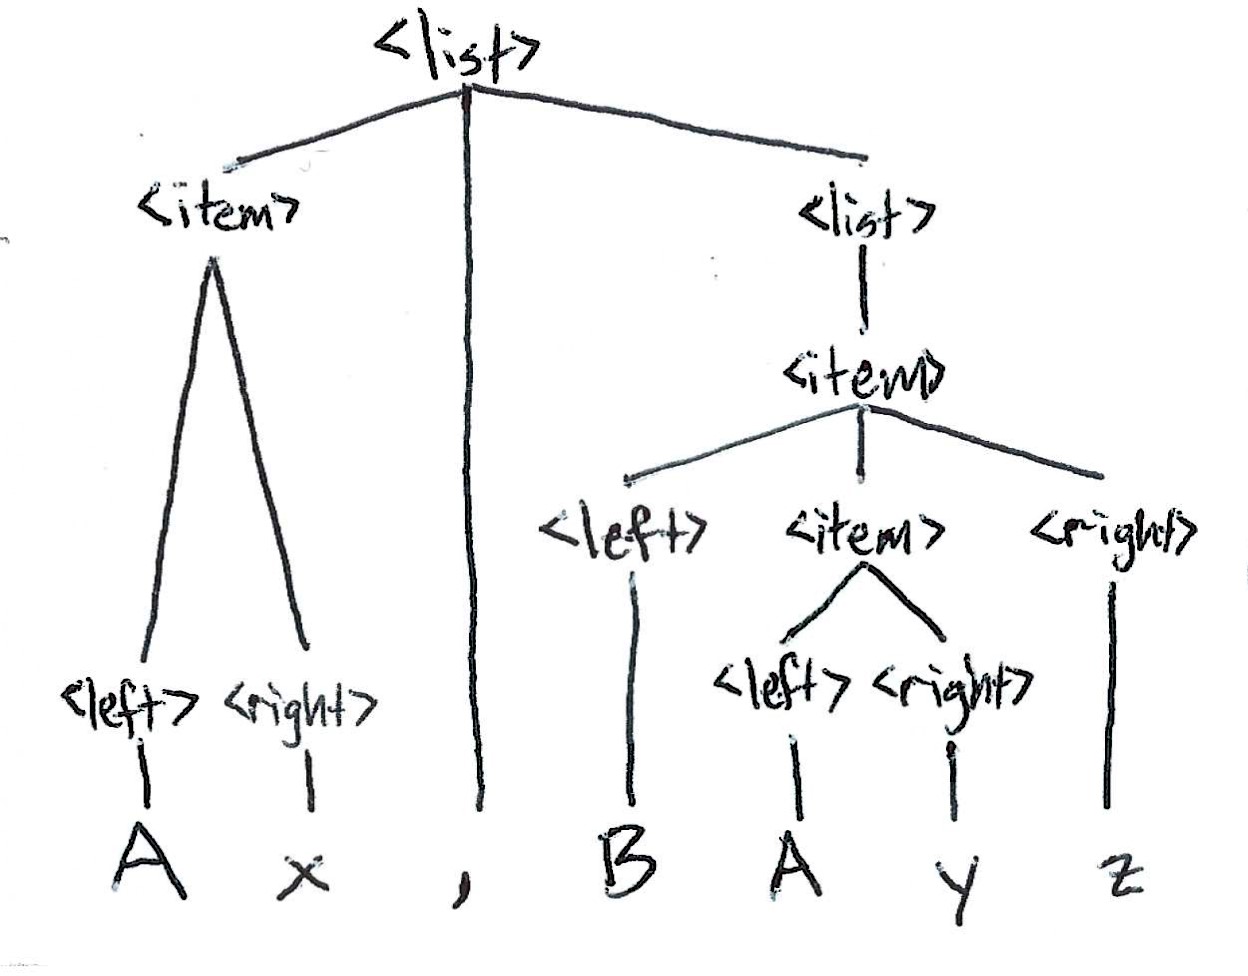 <list>
<item> <list>
<item>
<left> <item> <right>
<left> <right> <left> <right>
A x , B A y z